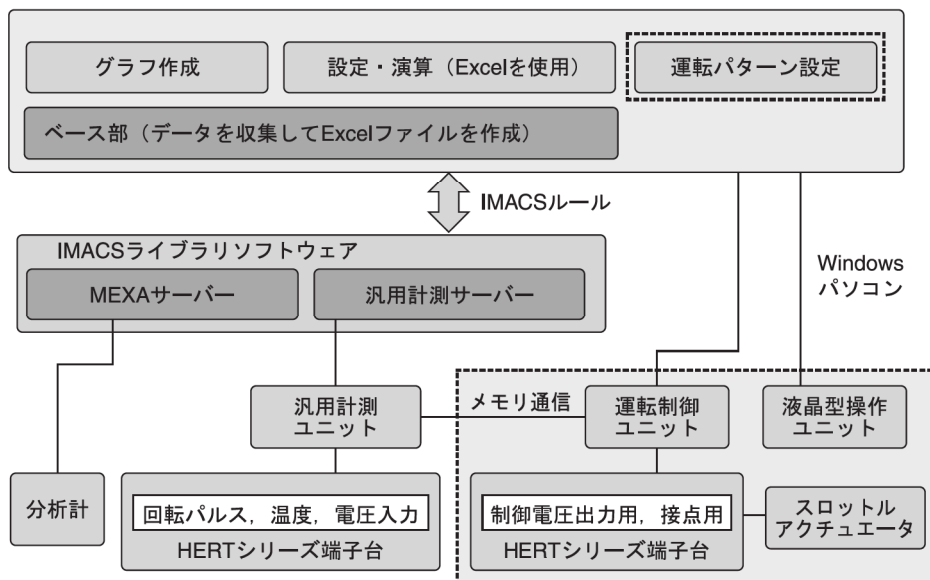 グラフ作成
設定・演算（Excelを使用）
運転パターン設定
ベース部（データを収集してExcelファイルを作成）
IMACSルール
IMACSライブラリソフトウェア
MEXAサーバー
汎用計測サーバー
Windows
パソコン
汎用計測
ユニット
メモリ通信
運転制御
ユニット
液晶型操作
ユニット
分析計
回転パルス，温度，電圧入力
HERTシリーズ端子台
制御電圧出力用，接点用
HERTシリーズ端子台
スロットル
アクチュエータ